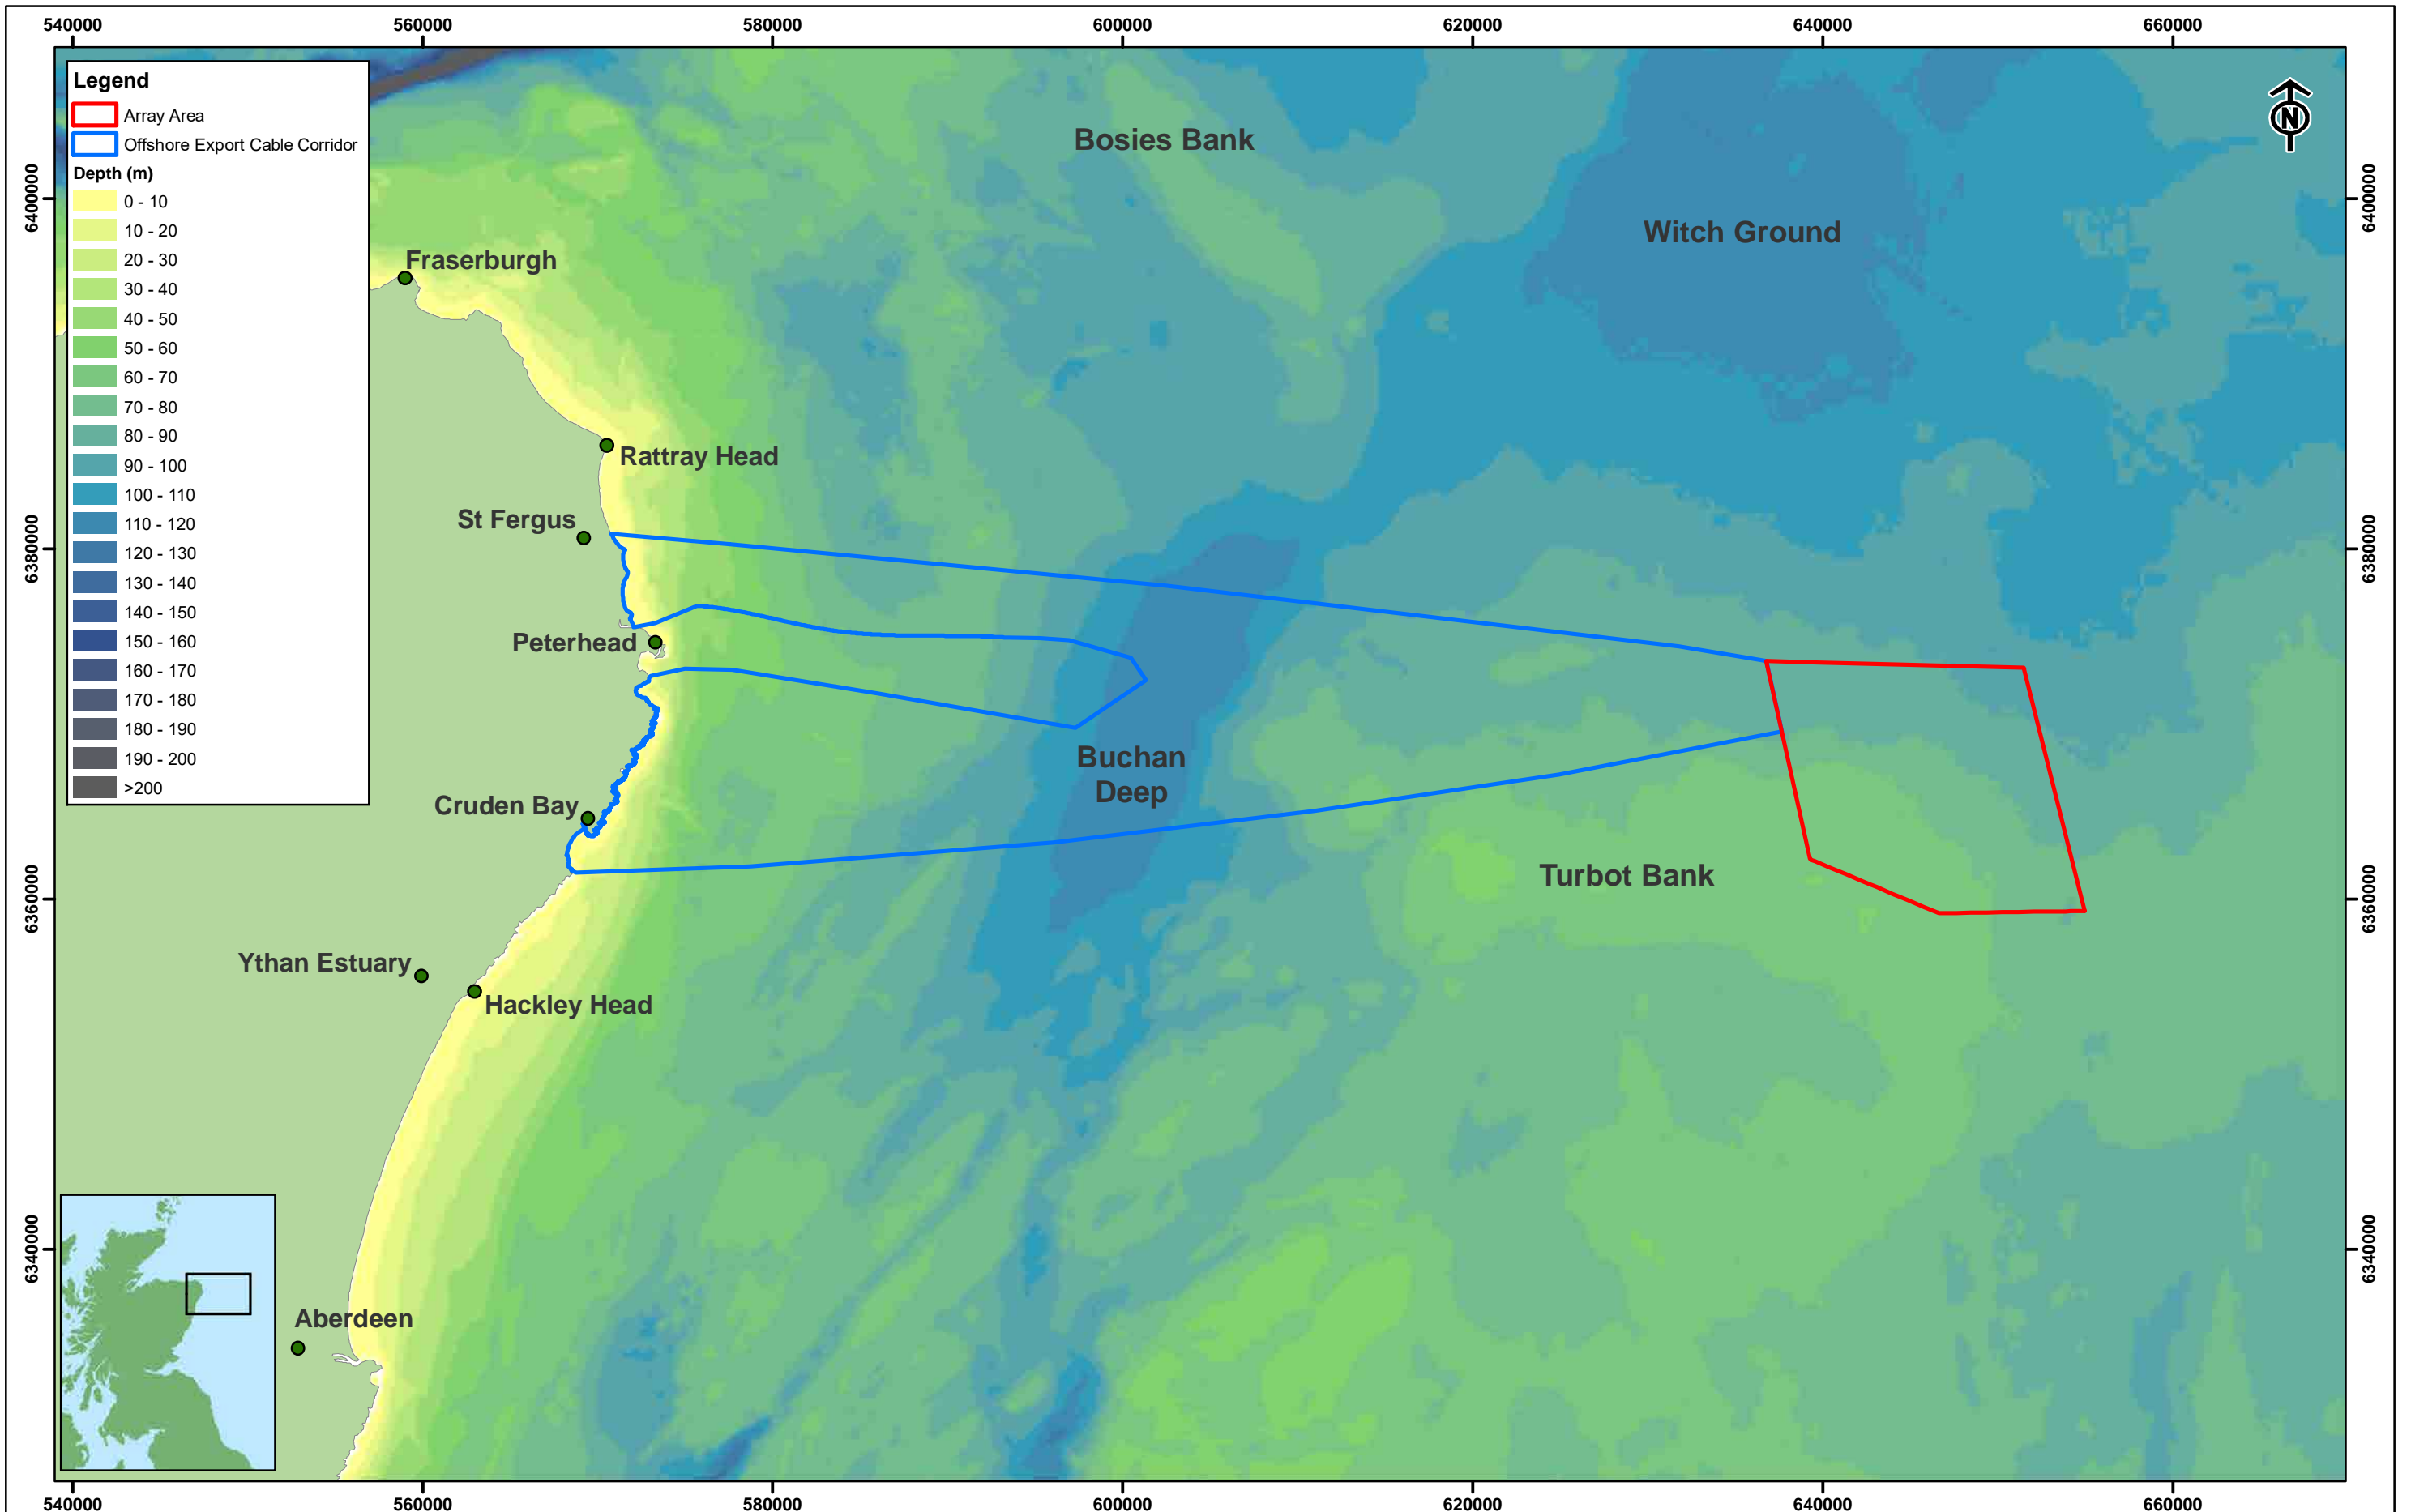 540000 560000 580000 600000 620000 640000 660000
Legend
Array Area
Offshore Export Cable Corridor
Depth (m)
0 - 10
10 - 20
20 - 30
30 - 40
40 - 50
50 - 60
60 - 70
70 - 80
80 - 90
90 - 100
100 - 110
110 - 120
120 - 130
130 - 140
140 - 150
150 - 160
160 - 170
170 - 180
180 - 190
190 - 200
>200
N
Bosies Bank
Witch Ground
6400000 6400000
Fraserburgh
Rattray Head
St Fergus
6380000 6380000
Peterhead
Buchan
Deep
Cruden Bay
Turbot Bank
6360000 6360000
Ythan Estuary
Hackley Head
6340000 6340000
Aberdeen
540000 560000 580000 600000 620000 640000 660000